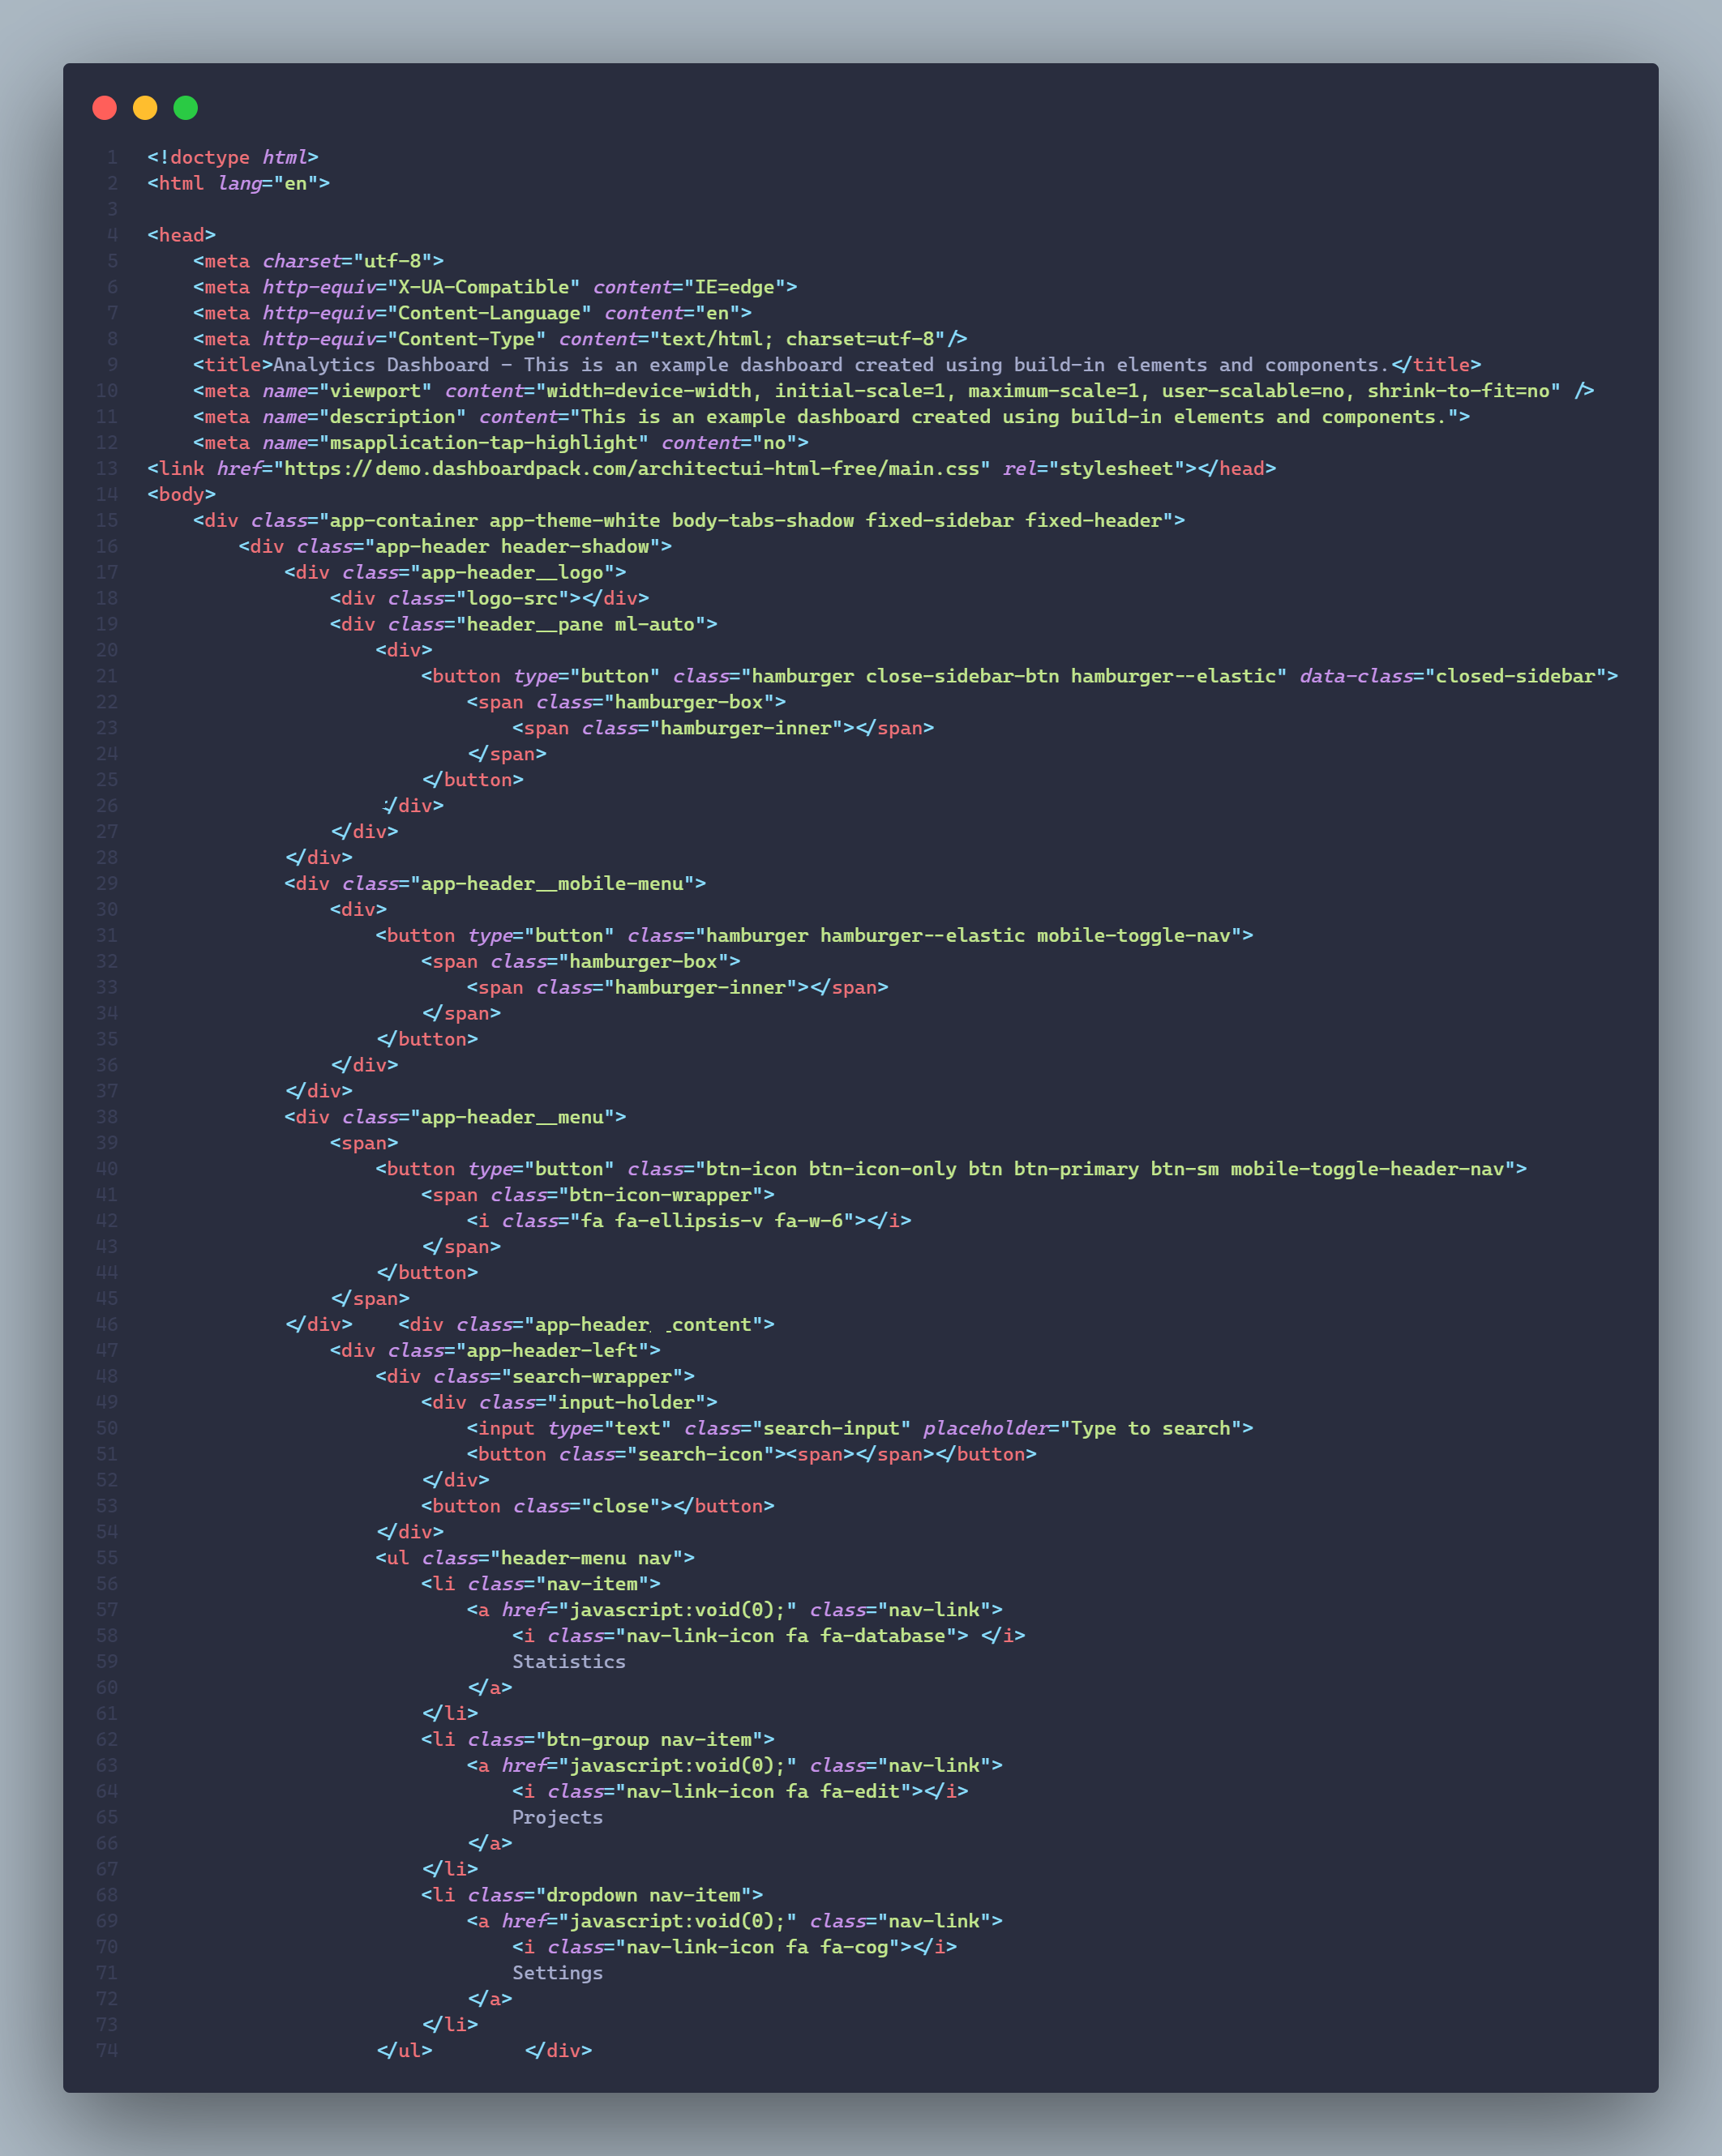 1 <!doctype html>
2 <html lang="en">
3
4 <head>
5     <meta charset="utf-8">
6     <meta http-equiv="X-UA-Compatible" content="IE=edge">
7     <meta http-equiv="Content-Language" content="en">
8     <meta http-equiv="Content-Type" content="text/html; charset=utf-8"/>
9     <title>Analytics Dashboard - This is an example dashboard created using build-in elements and components.</title>
10     <meta name="viewport" content="width=device-width, initial-scale=1, maximum-scale=1, user-scalable=no, shrink-to-fit=no" />
11     <meta name="description" content="This is an example dashboard created using build-in elements and components.">
12     <meta name="msapplication-tap-highlight" content="no">
13 <link href="https://demo.dashboardpack.com/architectui-html-free/main.css" rel="stylesheet"></head>
14 <body>
15     <div class="app-container app-theme-white body-tabs-shadow fixed-sidebar fixed-header">
16         <div class="app-header header-shadow">
17             <div class="app-header__logo">
18                 <div class="logo-src"></div>
19                 <div class="header__pane ml-auto">
20                     <div>
21                         <button type="button" class="hamburger close-sidebar-btn hamburger--elastic" data-class="closed-sidebar">
22                             <span class="hamburger-box">
23                                 <span class="hamburger-inner"></span>
24                             </span>
25                         </button>
26                     </div>
27                 </div>
28             </div>
29             <div class="app-header__mobile-menu">
30                 <div>
31                     <button type="button" class="hamburger hamburger--elastic mobile-toggle-nav">
32                         <span class="hamburger-box">
33                             <span class="hamburger-inner"></span>
34                         </span>
35                     </button>
36                 </div>
37             </div>
38             <div class="app-header__menu">
39                 <span>
40                     <button type="button" class="btn-icon btn-icon-only btn btn-primary btn-sm mobile-toggle-header-nav">
41                         <span class="btn-icon-wrapper">
42                             <i class="fa fa-ellipsis-v fa-w-6"></i>
43                         </span>
44                     </button>
45                 </span>
46             </div>    <div class="app-header__content">
47                 <div class="app-header-left">
48                     <div class="search-wrapper">
49                         <div class="input-holder">
50                             <input type="text" class="search-input" placeholder="Type to search">
51                             <button class="search-icon"><span></span></button>
52                         </div>
53                         <button class="close"></button>
54                     </div>
55                     <ul class="header-menu nav">
56                         <li class="nav-item">
57                             <a href="javascript:void(0);" class="nav-link">
58                                 <i class="nav-link-icon fa fa-database"> </i>
59                                 Statistics
60                             </a>
61                         </li>
62                         <li class="btn-group nav-item">
63                             <a href="javascript:void(0);" class="nav-link">
64                                 <i class="nav-link-icon fa fa-edit"></i>
65                                 Projects
66                             </a>
67                         </li>
68                         <li class="dropdown nav-item">
69                             <a href="javascript:void(0);" class="nav-link">
70                                 <i class="nav-link-icon fa fa-cog"></i>
71                                 Settings
72                             </a>
73                         </li>
74                     </ul>        </div>